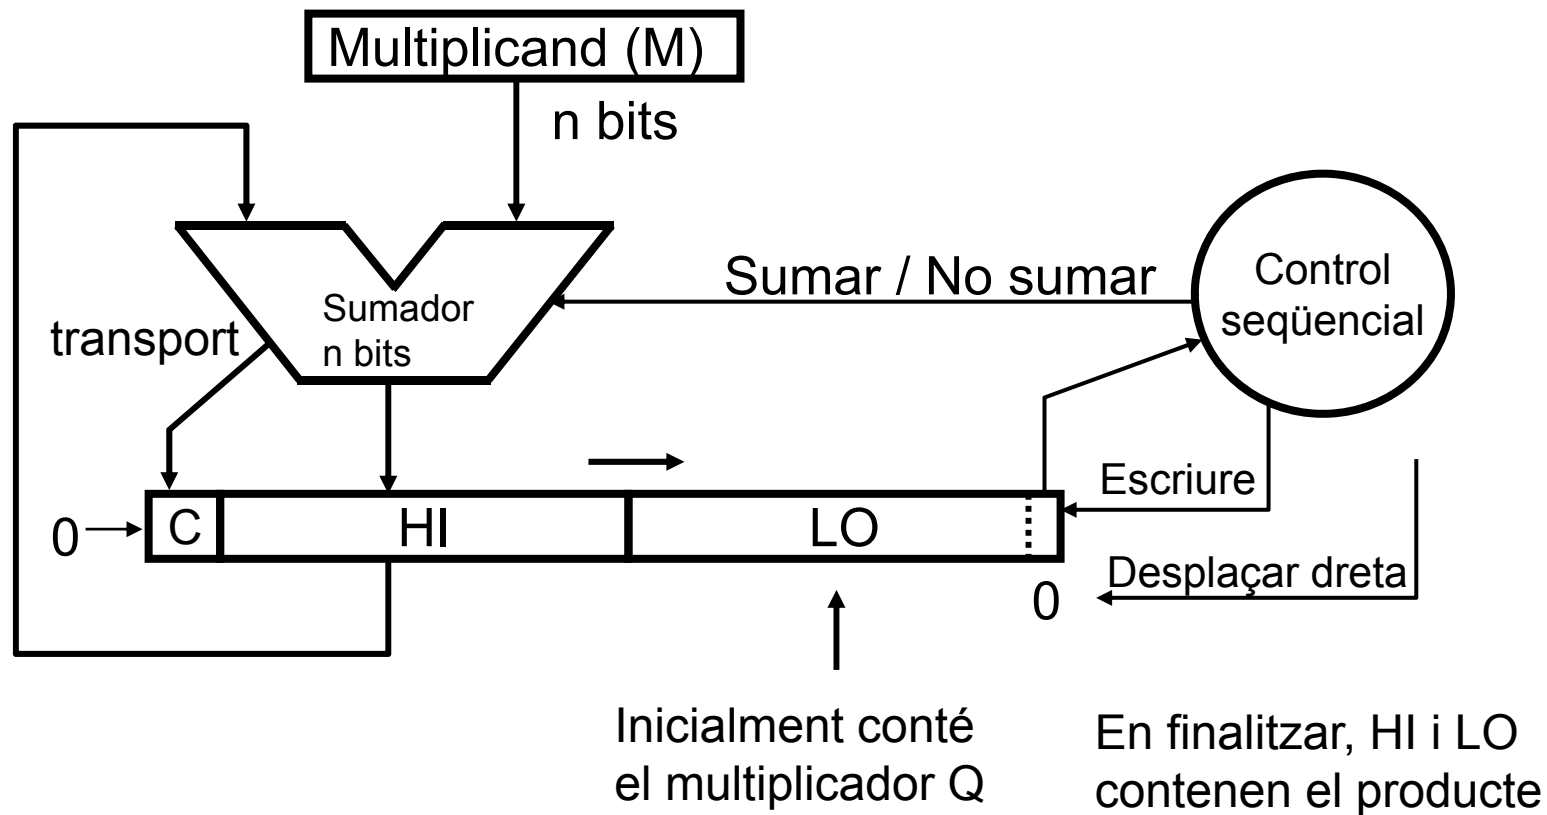 Multiplicand (M)
n bits
Sumar / No sumar
Control
seqüencial
Sumador
n bits
transport
Escriure
0
C
HI
LO
Desplaçar dreta
0
Inicialment conté
el multiplicador Q
En finalitzar, HI i LO
contenen el producte